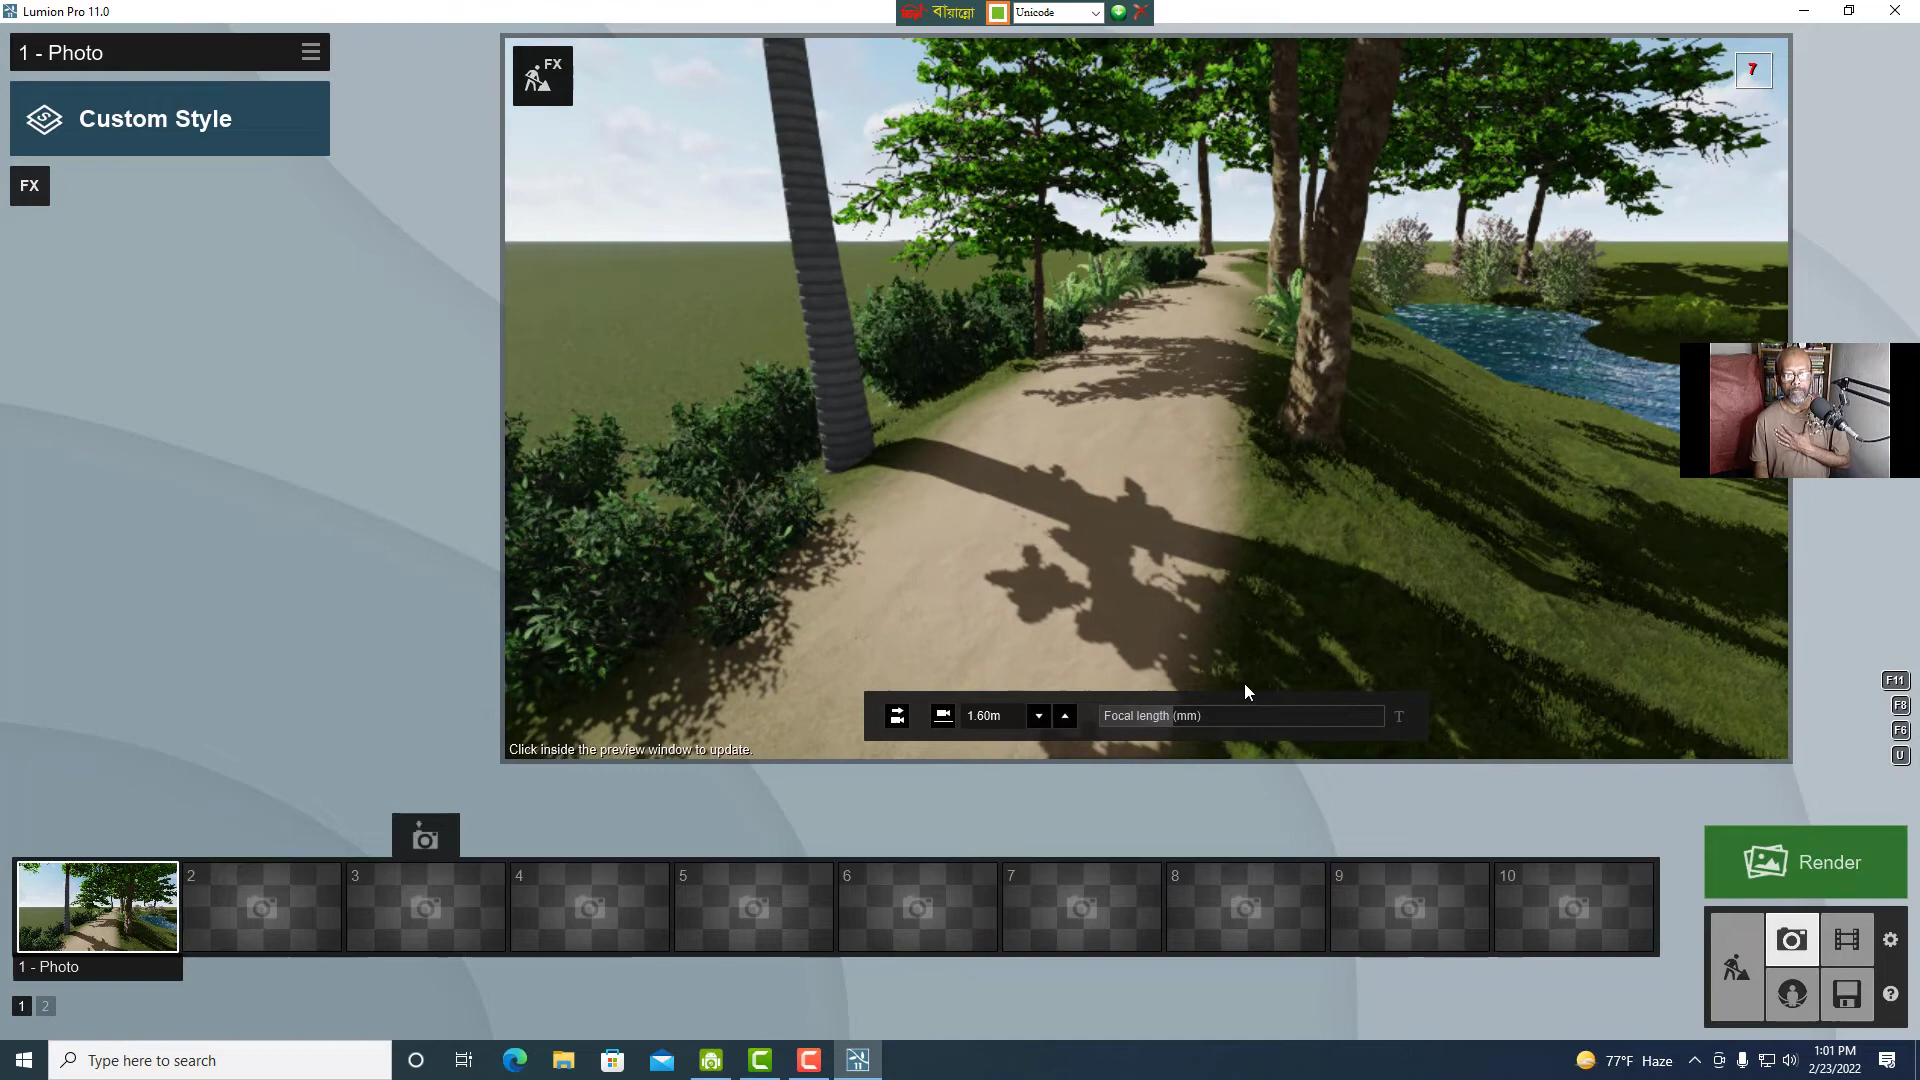 Lumion Pro 11.0
বায়ান্নো
Unicode
1 - Photo
Custom Style
FX
FX
7
F11
F8
F6
U
1.60m
Focal length (mm)
T
Click inside the preview window to update.
Render
2
3
4
5
6
7
8
9
10
1 - Photo
1 2
Type here to search
77°F Haze
1:01 PM
2/23/2022